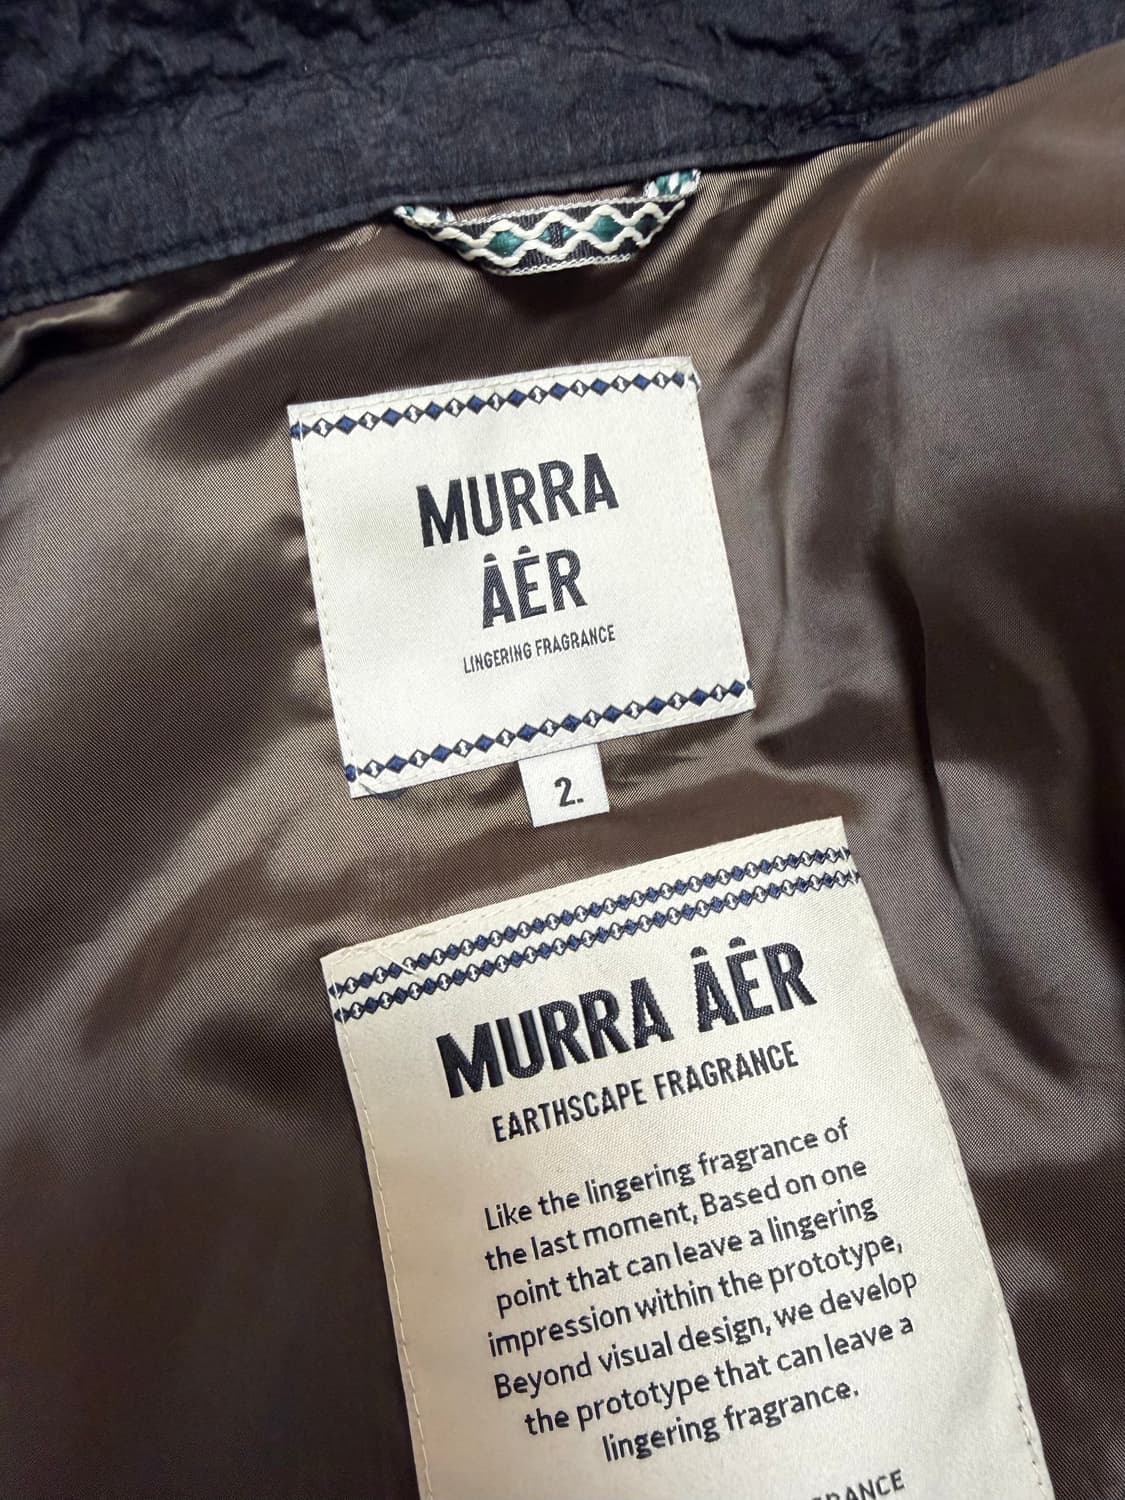 MURRA
ȦĖR
LINGERING FRAGRANCE
2.
MURRA ȦĖR
EARTHSCAPE FRAGRANCE
Like the lingering fragrance of
the last moment, Based on one
point that can leave a lingering
impression within the prototype,
Beyond visual design, we develop
the prototype that can leave a
lingering fragrance.